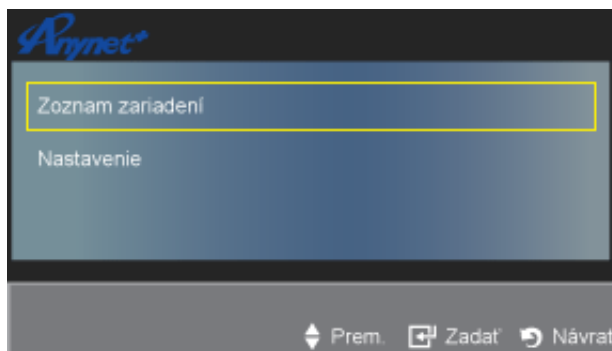 Anynet+
Zoznam zariadení
Nastavenie
Prem. Zadať Návrat